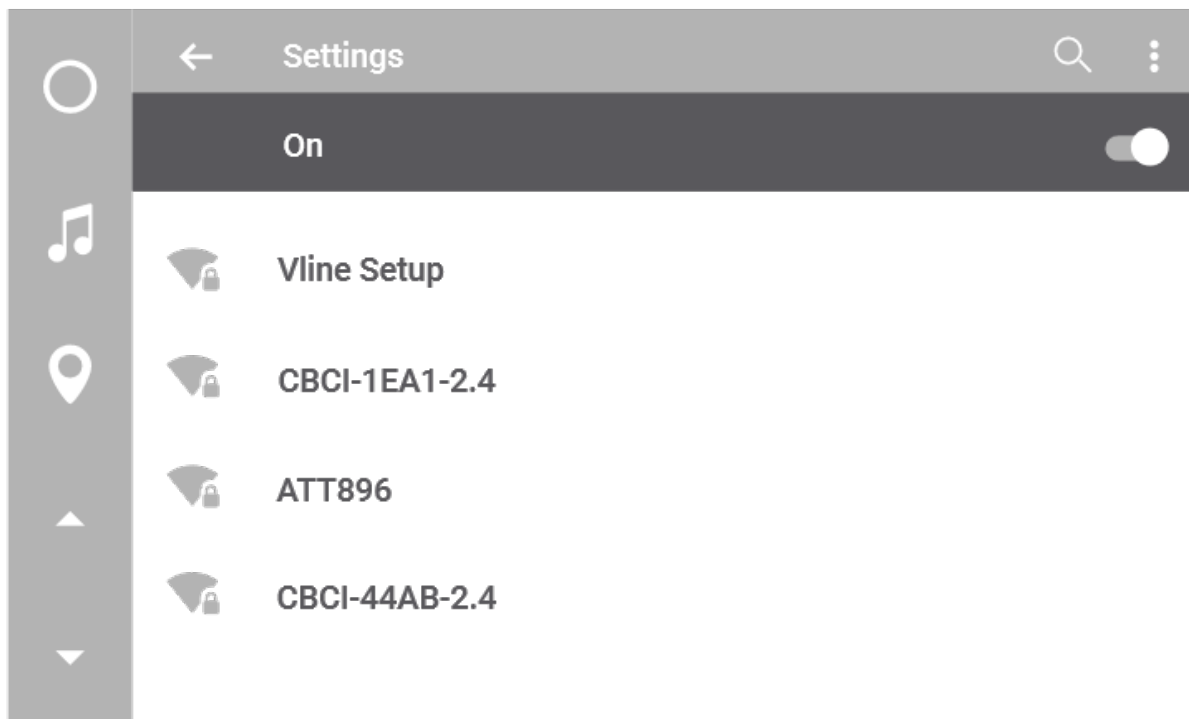 Settings
On
Vline Setup
CBCI-1EA1-2.4
ATT896
CBCI-44AB-2.4